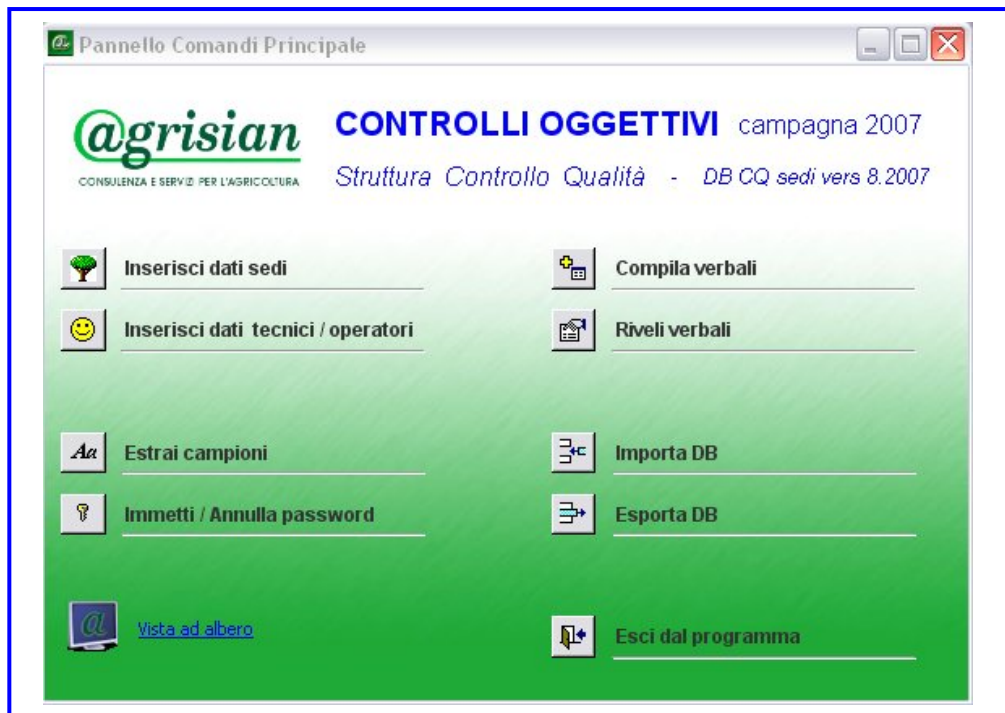 Pannello Comandi Principale
@grisian
CONSULENZA E SERVIZI PER L'AGRICOLTURA
CONTROLLI OGGETTIVI campagna 2007
Struttura Controllo Qualità - DB CQ sedi vers 8.2007
Inserisci dati sedi
Inserisci dati tecnici / operatori
Estrai campioni
Immetti / Annulla password
Vista ad albero
Compila verbali
Riveli verbali
Importa DB
Esporta DB
Esci dal programma